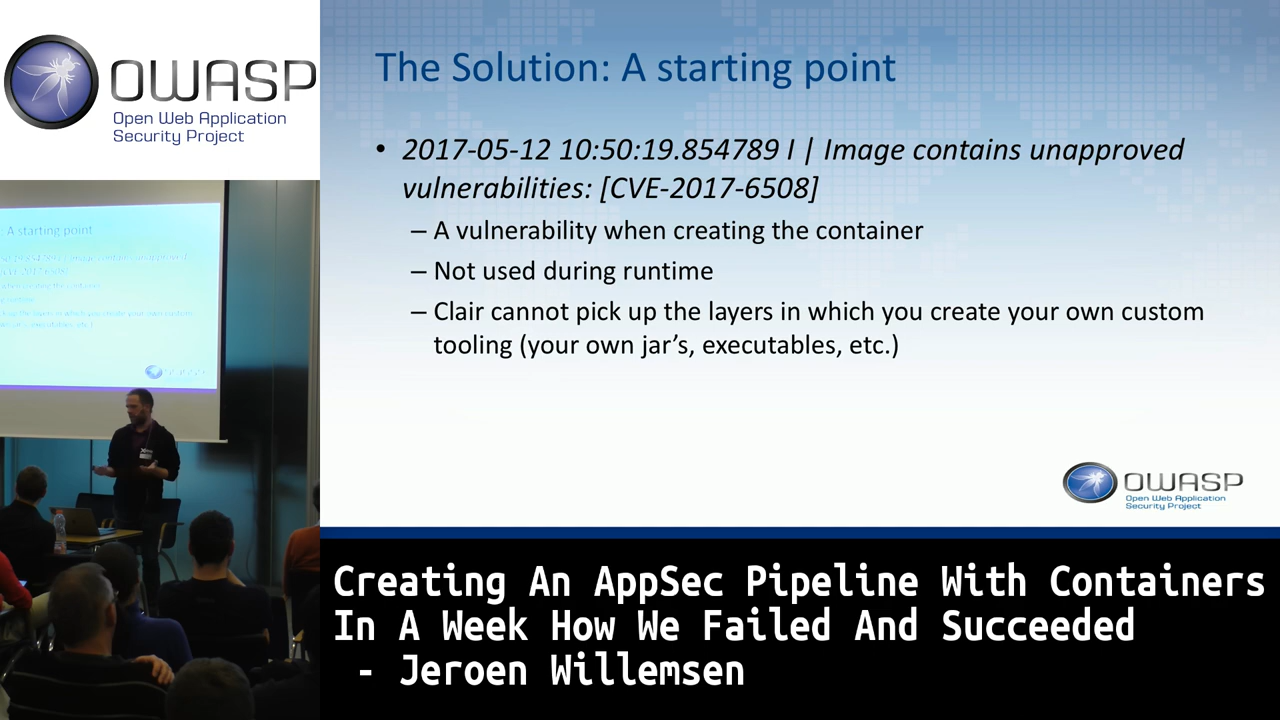 OWASP
Open Web Application
Security Project
The Solution: A starting point
• 2017-05-12 10:50:19.854789 I | Image contains unapproved
vulnerabilities: [CVE-2017-6508]
– A vulnerability when creating the container
– Not used during runtime
– Clair cannot pick up the layers in which you create your own custom
tooling (your own jar's, executables, etc.)
OWASP
Open Web Application
Security Project
A starting point
Creating An AppSec Pipeline With Containers
In A Week How We Failed And Succeeded
- Jeroen Willemsen